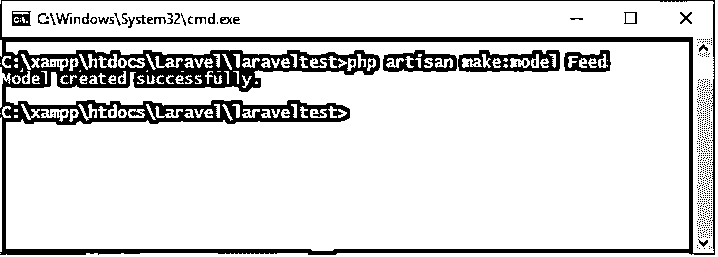 C:\Windows\System32\cmd.exe
C:\xampp\htdocs\Laravel\laraveltest>php artisan make:model Feed
Model created successfully.
C:\xampp\htdocs\Laravel\laraveltest>